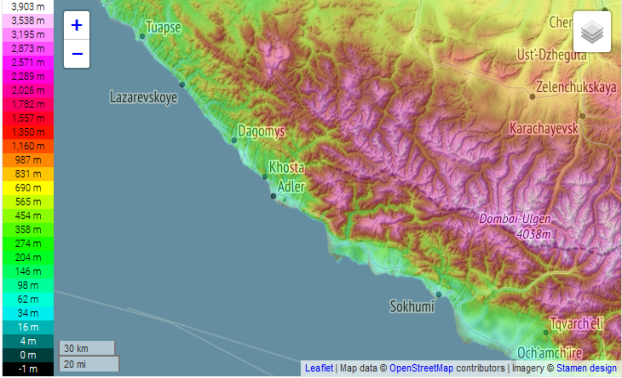 3,903 m
3,538 m
3,195 m
2,873 m
2,571 m
2,289 m
2,026 m
1,782 m
1,557 m
1,350 m
1,160 m
987 m
831 m
690 m
565 m
454 m
358 m
274 m
204 m
146 m
98 m
62 m
34 m
16 m
4 m
0 m
-1 m
+
−
Tuapse
Lazarevskoye
Dagomys
Khosta
Adler
Ust'-Dzheguta
Zelenchukskaya
Karachayevsk
Dombai-Ulgen
4038m
Sokhumi
Tqvarch'eli
Och'amch'ire
30 km
20 mi
Leaflet | Map data © OpenStreetMap contributors | Imagery © Stamen design